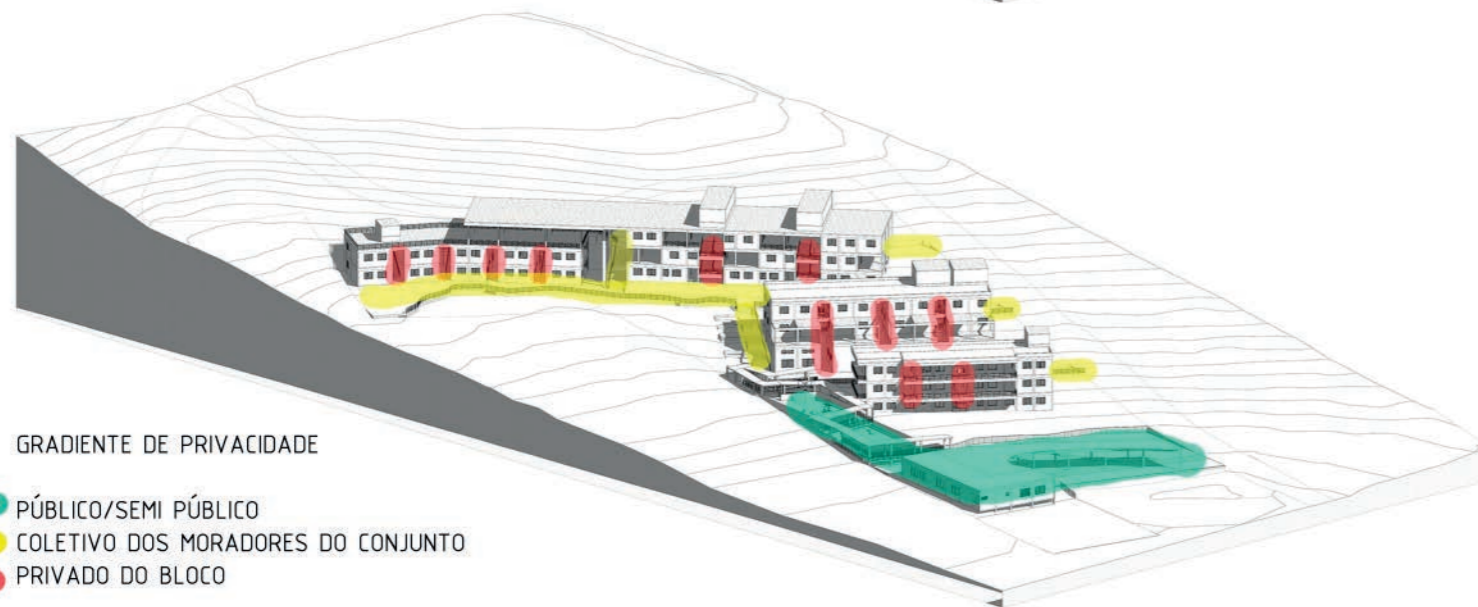 GRADIENTE DE PRIVACIDADE
PÚBLICO/SEMI PÚBLICO
COLETIVO DOS MORADORES DO CONJUNTO
PRIVADO DO BLOCO